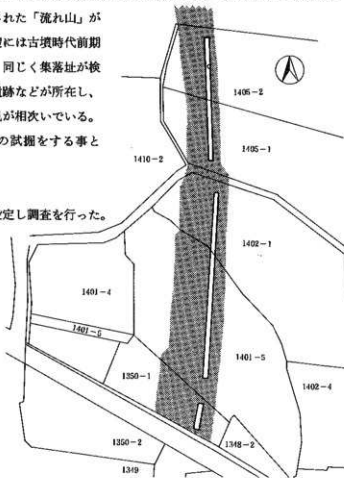 れた「流れ山」が
には古墳時代前期
同じく集落址が検
遺跡などが所在し、
が相次いでいる。
の試掘をする事と
定し調査を行った。
1406-2
1405-1
1410-2
1402-1
1401-4
1401-6
1401-5
1350-1
1402-4
1350-2
1348-2
1349